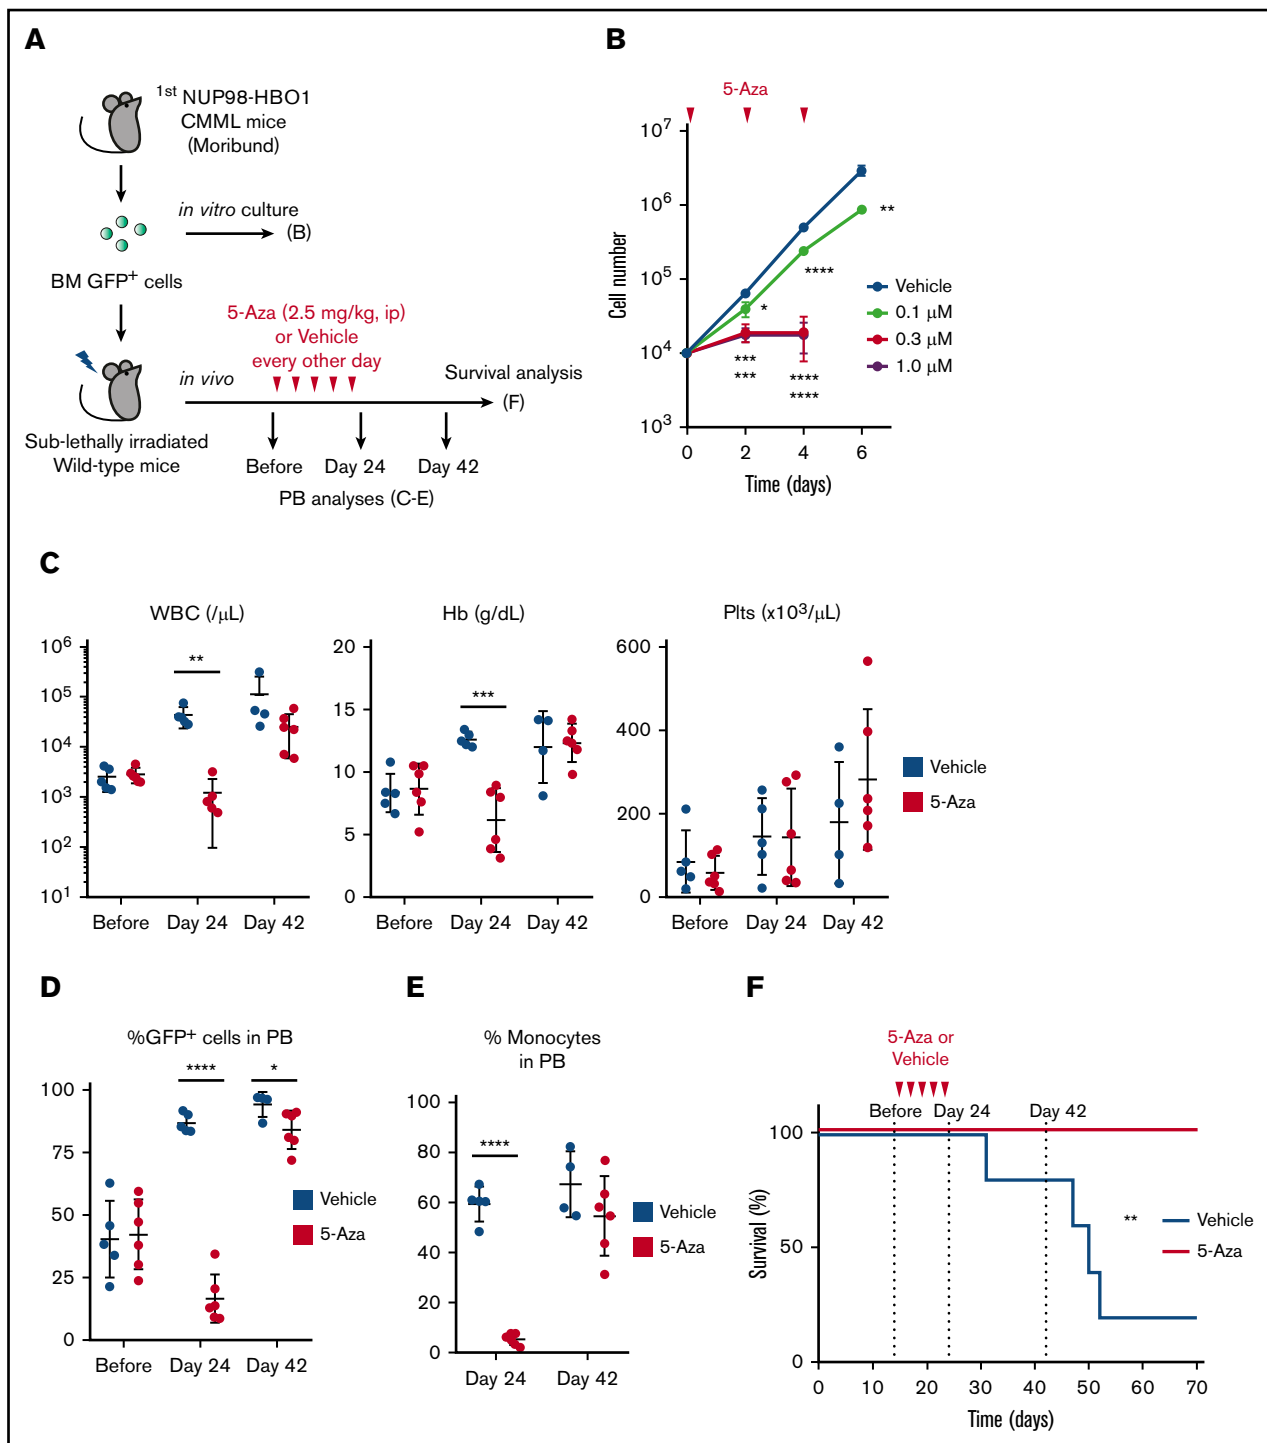 A
1st NUP98-HBO1
CMML mice
(Moribund)
in vitro culture
(B)
BM GFP+ cells
5-Aza (2.5 mg/kg, ip)
or Vehicle
every other day
in vivo
Survival analysis
(F)
Sub-lethally irradiated
Wild-type mice
Before
Day 24
Day 42
PB analyses (C-E)
B
5-Aza
10^7
10^6
10^5
10^4
10^3
Cell number
0
2
4
6
Time (days)
**
****
*
***
***
****
****
Vehicle
0.1 μM
0.3 μM
1.0 μM
C
WBC (/μL)
10^6
10^5
10^4
10^3
10^2
10^1
**
Before
Day 24
Day 42
Hb (g/dL)
20
15
10
5
0
***
Before
Day 24
Day 42
Plts (x10^3/μL)
600
400
200
0
Before
Day 24
Day 42
Vehicle
5-Aza
D
%GFP+ cells in PB
100
75
50
25
0
****
*
Before
Day 24
Day 42
Vehicle
5-Aza
E
% Monocytes
in PB
100
80
60
40
20
0
****
Day 24
Day 42
Vehicle
5-Aza
F
5-Aza or
Vehicle
Before
Day 24
Day 42
100
50
0
Survival (%)
**
Vehicle
5-Aza
0
10
20
30
40
50
60
70
Time (days)